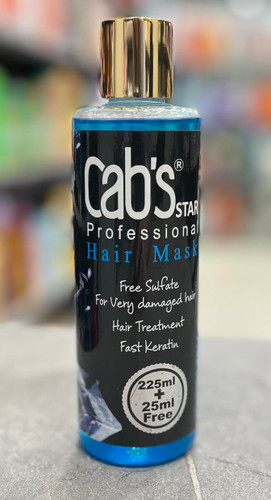 Cab's®
STAR
Professional
Hair Mask
Free Sulfate
For Very damaged hair
Hair Treatment
Fast Keratin
225ml
+
25ml
Free